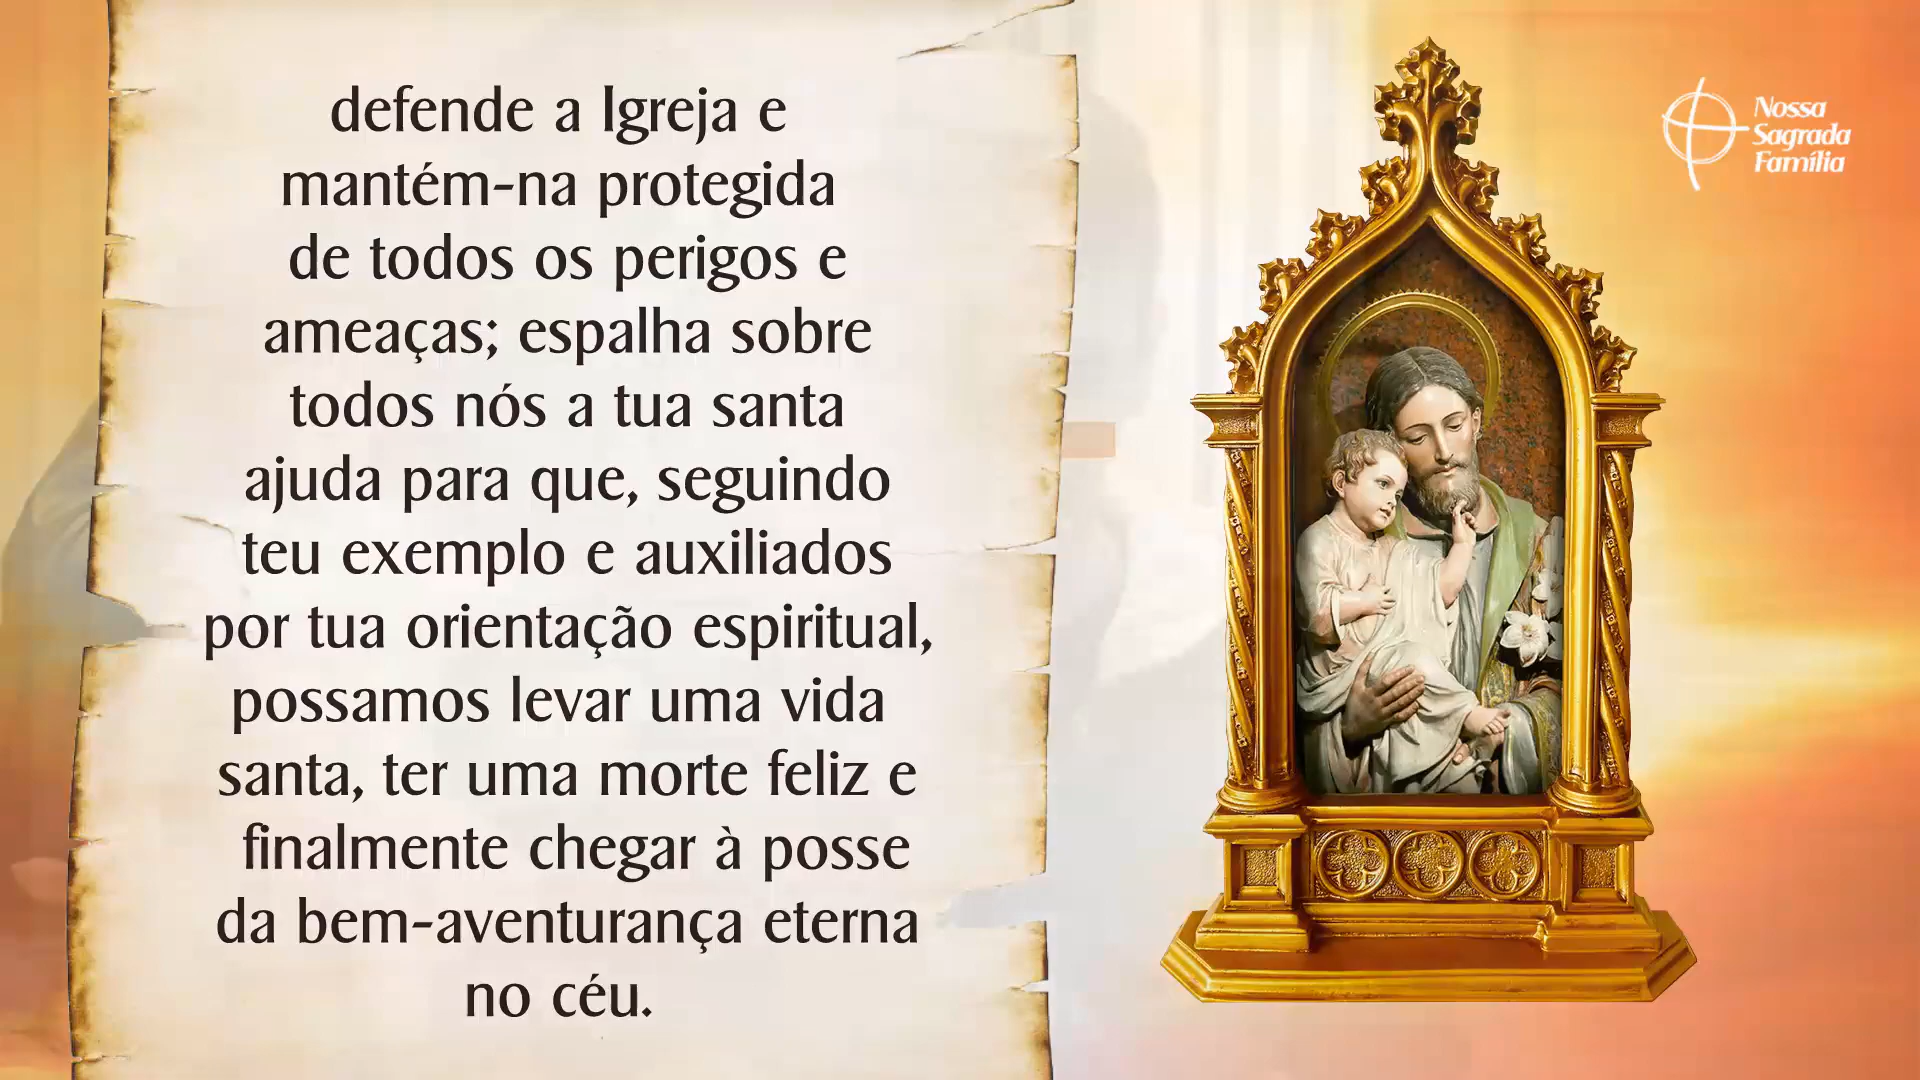 defende a Igreja e
mantém-na protegida
de todos os perigos e
ameaças; espalha sobre
todos nós a tua santa
ajuda para que, seguindo
teu exemplo e auxiliados
por tua orientação espiritual,
possamos levar uma vida
santa, ter uma morte feliz e
finalmente chegar à posse
da bem-aventurança eterna
no céu.
Nossa
Sagrada
Família